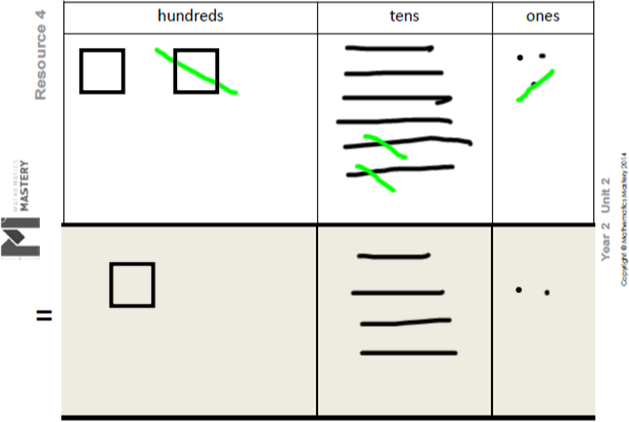 hundreds tens ones
Resource 4
MATHEMATICS
MASTERY
=
Year 2 Unit 2
Copyright © Mathematics Mastery 2014